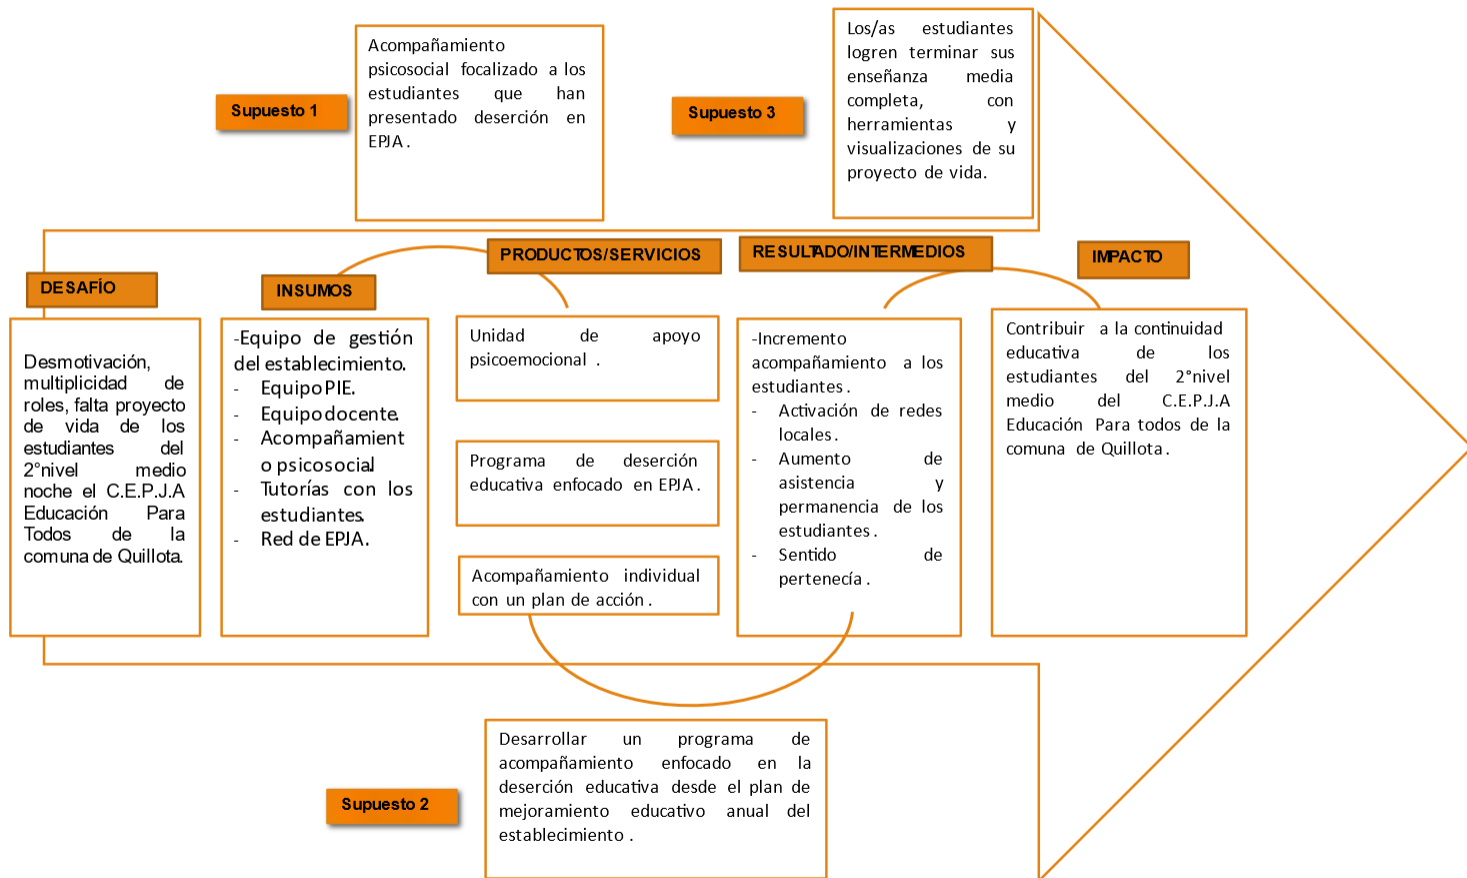 Supuesto 1
Acompañamiento
psicosocial focalizado a los
estudiantes que han
presentado deserción en
EPJA.
Supuesto 3
Los/as estudiantes
logren terminar sus
enseñanza media
completa, con
herramientas y
visualizaciones de su
proyecto de vida.
DESAFÍO
Desmotivación,
multiplicidad de
roles, falta proyecto
de vida de los
estudiantes del
2°nivel medio
noche el C.E.P.J.A
Educación Para
Todos de la
comuna de Quillota.
INSUMOS
-Equipo de gestión
del establecimiento.
- Equipo PIE.
- Equipo docente.
- Acompañamient
o psicosocial.
- Tutorías con los
estudiantes.
- Red de EPJA.
PRODUCTOS/SERVICIOS
Unidad de apoyo
psicoemocional .
Programa de deserción
educativa enfocado en EPJA.
Acompañamiento individual
con un plan de acción .
RESULTADO/INTERMEDIOS
-Incremento
acompañamiento a los
estudiantes .
- Activación de redes
locales.
- Aumento de
asistencia y
permanencia de los
estudiantes .
- Sentido de
pertenecía .
IMPACTO
Contribuir a la continuidad
educativa de los
estudiantes del 2°nivel
medio del C.E.P.J.A
Educación Para todos de la
comuna de Quillota.
Supuesto 2
Desarrollar un programa de
acompañamiento enfocado en la
deserción educativa desde el plan de
mejoramiento educativo anual del
establecimiento .